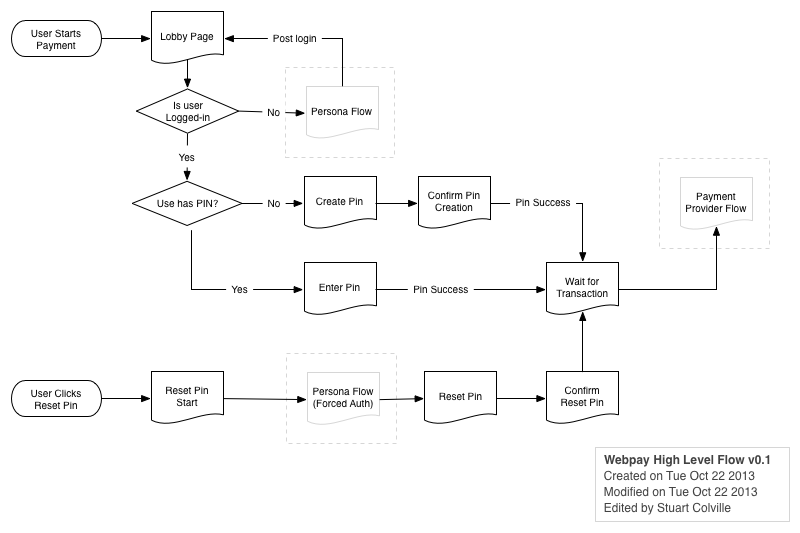 User Starts
Payment
Lobby Page
Post login
Is user
Logged-in
No
Persona Flow
Yes
Use has PIN?
No
Create Pin
Confirm Pin
Creation
Pin Success
Payment
Provider Flow
Yes
Enter Pin
Pin Success
Wait for
Transaction
User Clicks
Reset Pin
Reset Pin
Start
Persona Flow
(Forced Auth)
Reset Pin
Confirm
Reset Pin
Webpay High Level Flow v0.1
Created on Tue Oct 22 2013
Modified on Tue Oct 22 2013
Edited by Stuart Colville